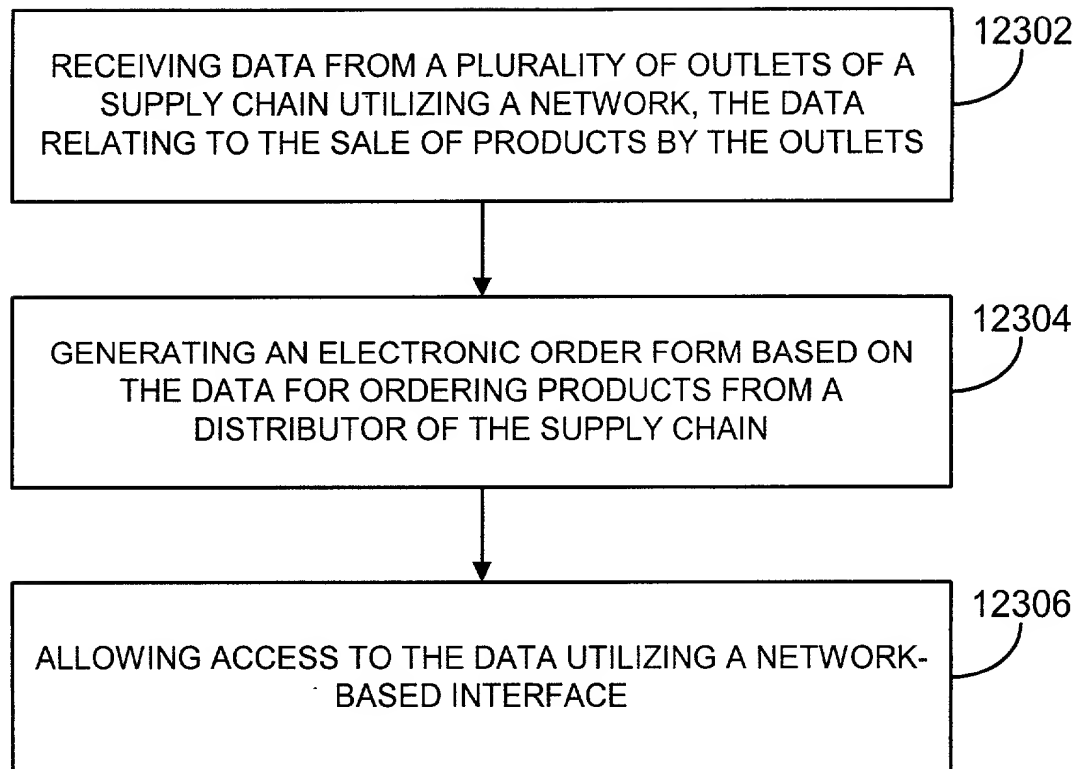 12302
RECEIVING DATA FROM A PLURALITY OF OUTLETS OF A
SUPPLY CHAIN UTILIZING A NETWORK, THE DATA
RELATING TO THE SALE OF PRODUCTS BY THE OUTLETS
12304
GENERATING AN ELECTRONIC ORDER FORM BASED ON
THE DATA FOR ORDERING PRODUCTS FROM A
DISTRIBUTOR OF THE SUPPLY CHAIN
12306
ALLOWING ACCESS TO THE DATA UTILIZING A NETWORK-
BASED INTERFACE